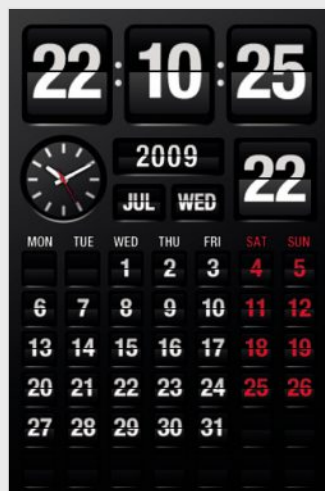 22:10:25
2009
JUL WED
22
MON TUE WED THU FRI SAT SUN
1 2 3 4 5
6 7 8 9 10 11 12
13 14 15 16 17 18 19
20 21 22 23 24 25 26
27 28 29 30 31